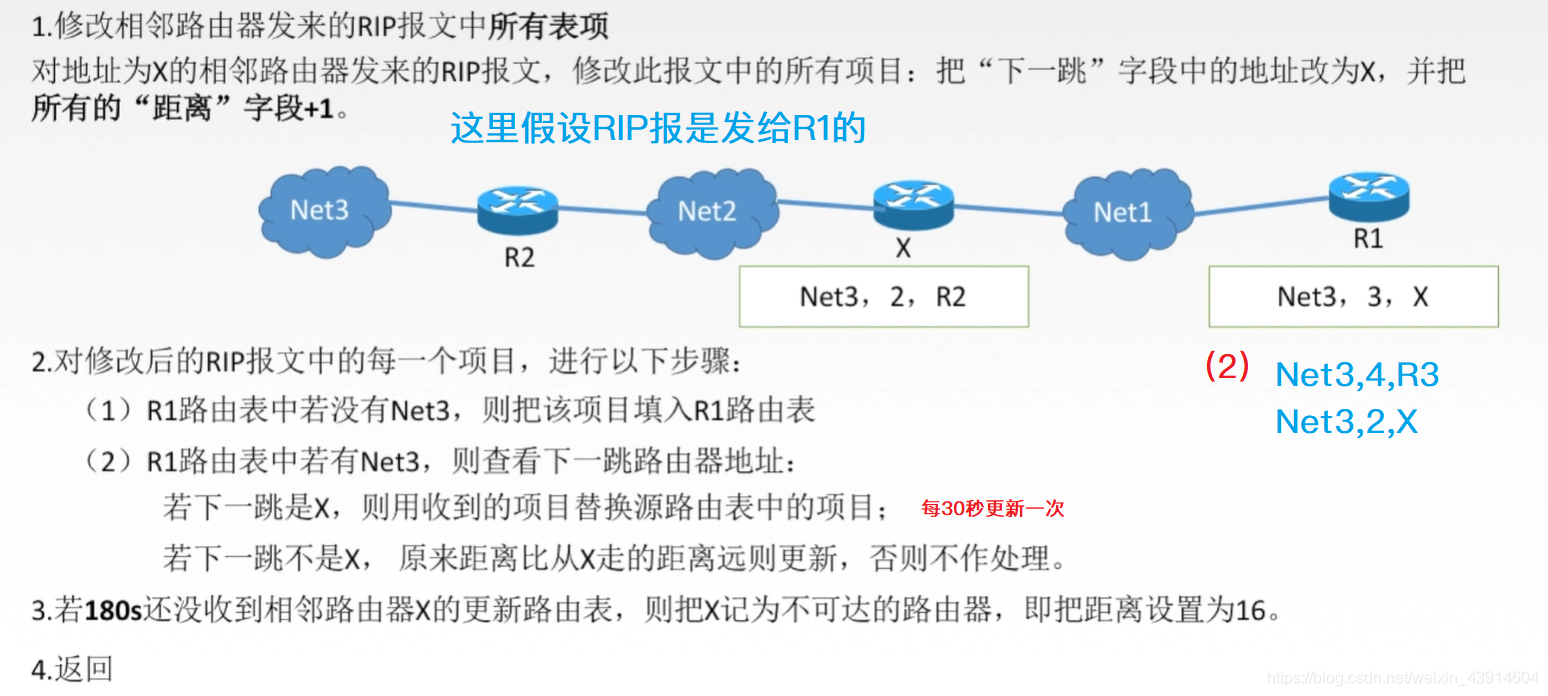 1.修改相邻路由器发来的RIP报文中所有表项
对地址为X的相邻路由器发来的RIP报文，修改此报文中的所有项目：把“下一跳”字段中的地址改为X，并把
所有的“距离”字段+1。
这里假设RIP报是发给R1的
Net3
R2
Net2
X
Net1
R1
Net3，2，R2
Net3，3，X
2.对修改后的RIP报文中的每一个项目，进行以下步骤：
(2) Net3,4,R3
Net3,2,X
（1）R1路由表中若没有Net3，则把该项目填入R1路由表
（2）R1路由表中若有Net3，则查看下一跳路由器地址：
若下一跳是X，则用收到的项目替换源路由表中的项目；
每30秒更新一次
若下一跳不是X，原来距离比从X走的距离远则更新，否则不作处理。
3.若180s还没收到相邻路由器X的更新路由表，则把X记为不可达的路由器，即把距离设置为16。
4.返回
https://blog.csdn.net/weixin_43914604